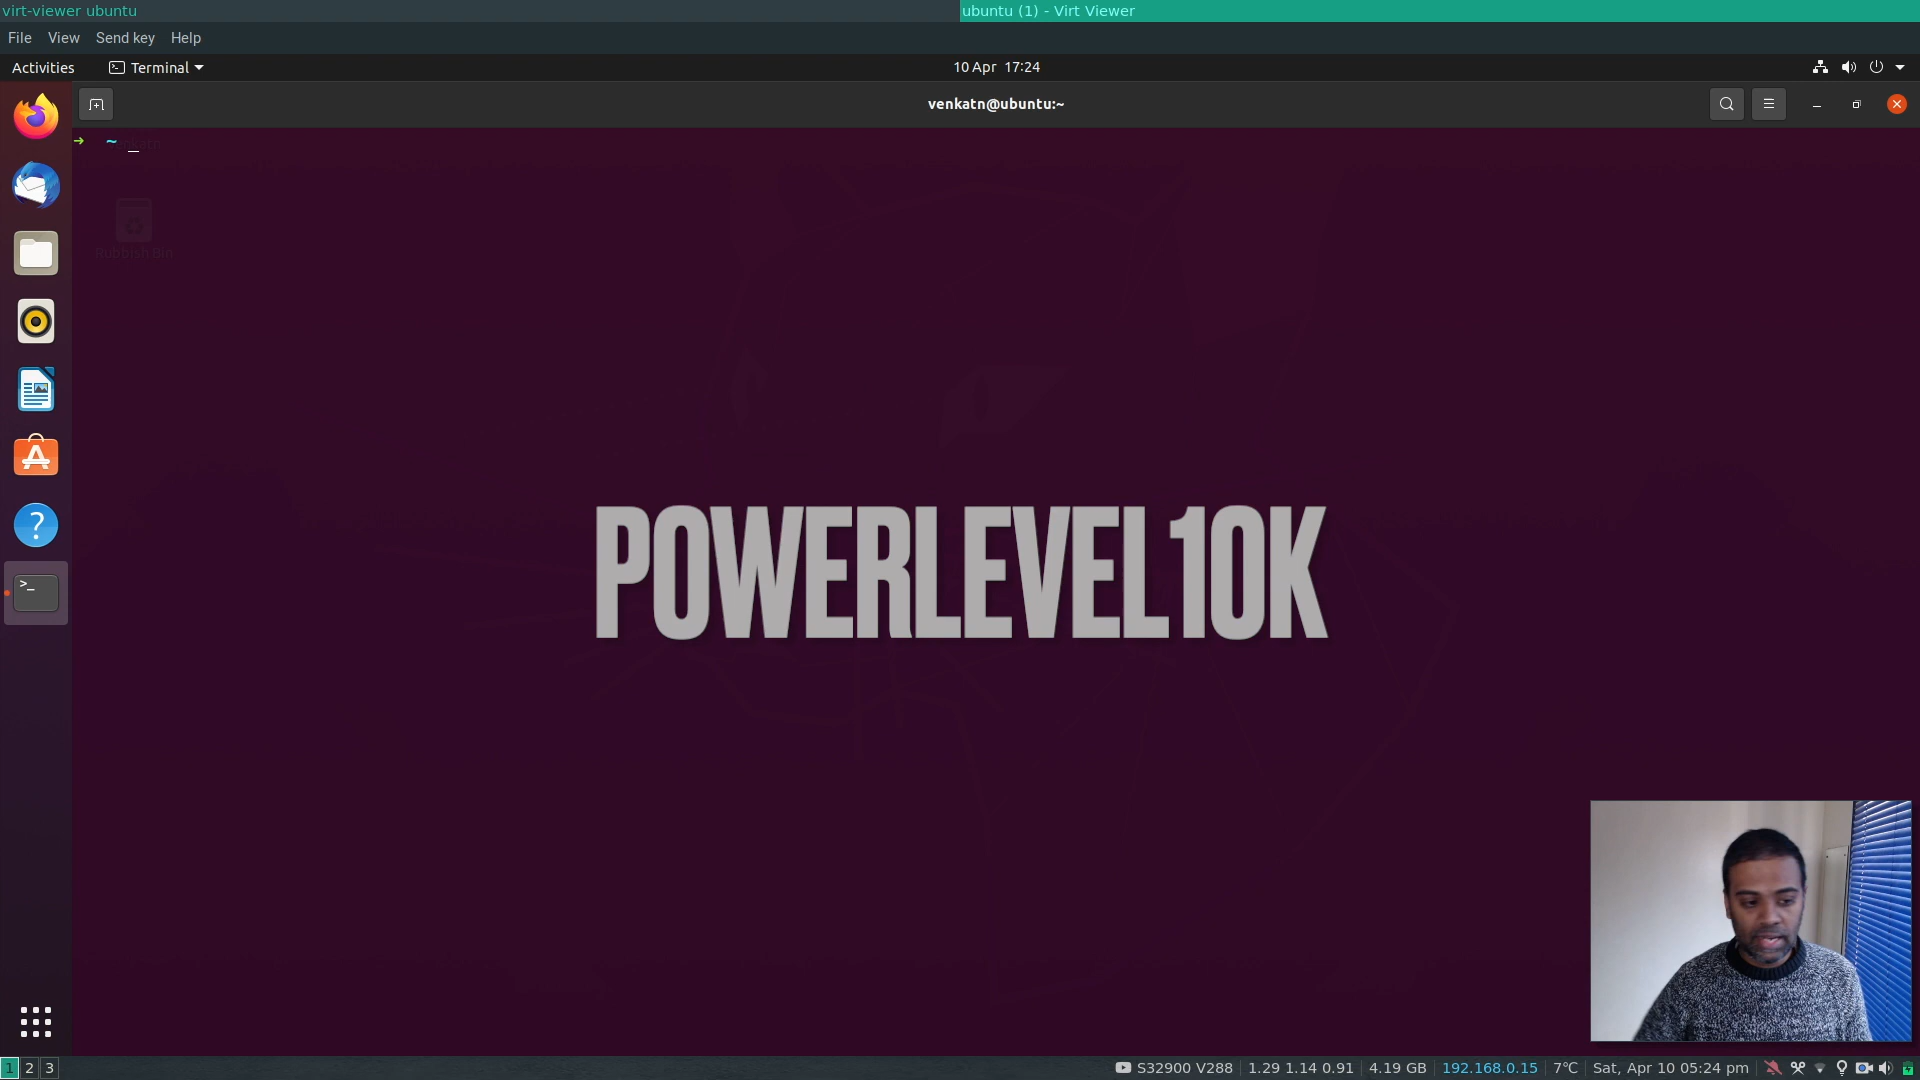 virt-viewer ubuntu
ubuntu (1) - Virt Viewer
File View Send key Help
Activities Terminal 10 Apr 17:24
venkatn@ubuntu:~
➜ ~ _
Rubbish Bin
POWERLEVEL10K
1 2 3 S32900 V288 1.29 1.14 0.91 4.19 GB 192.168.0.15 7℃ Sat, Apr 10 05:24 pm